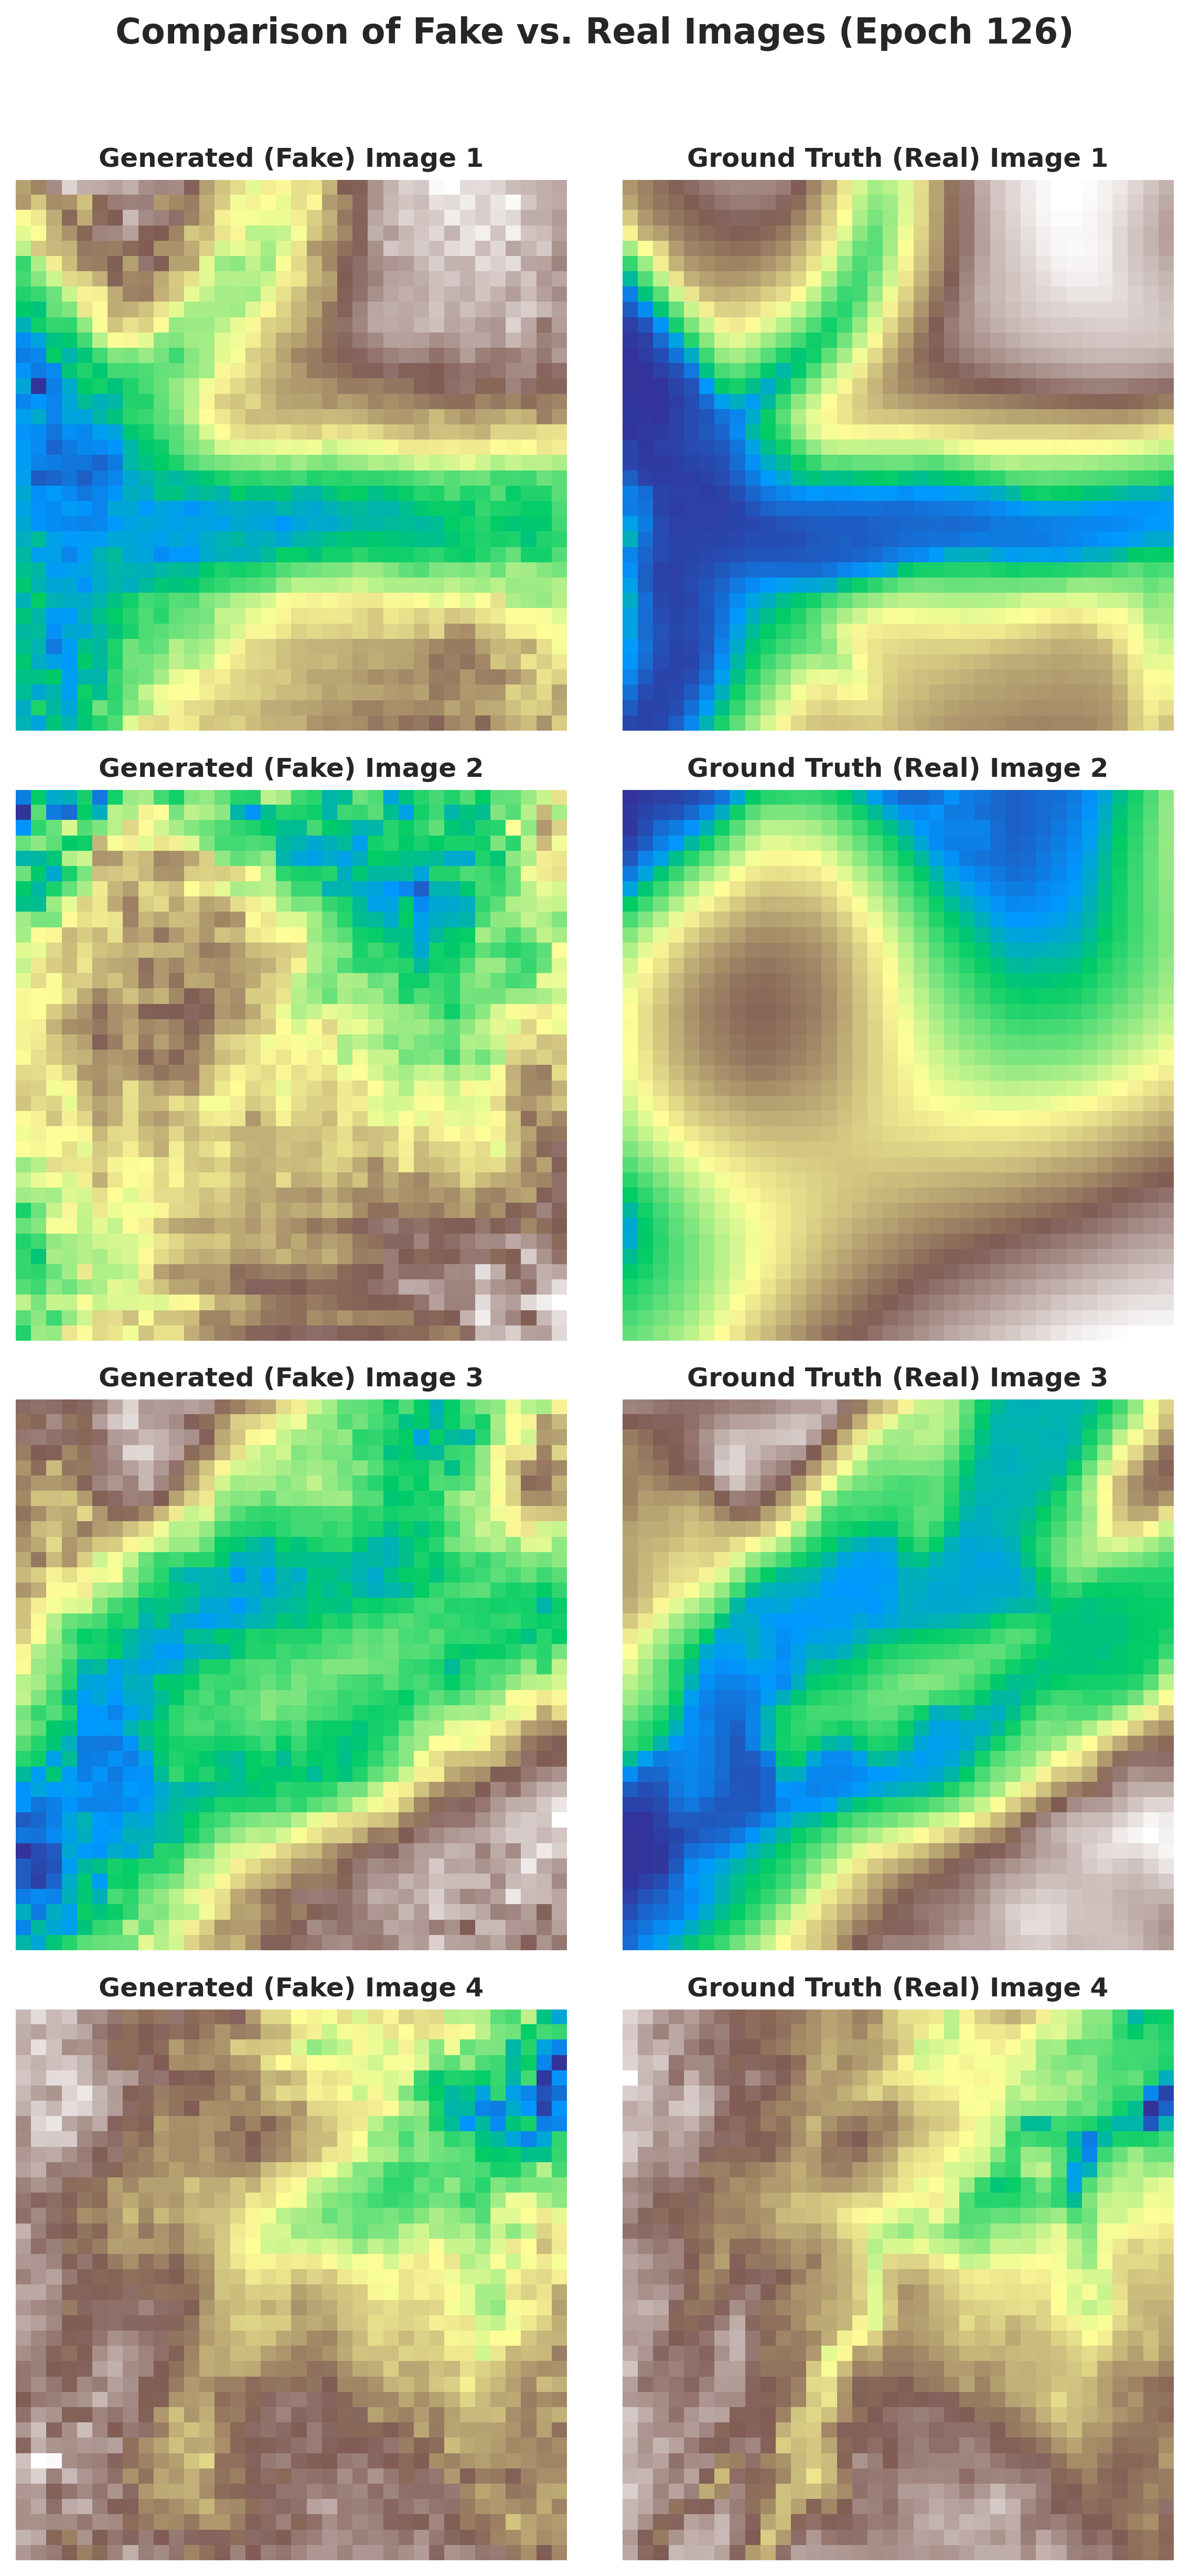 Comparison of Fake vs. Real Images (Epoch 126)
Generated (Fake) Image 1
Ground Truth (Real) Image 1
Generated (Fake) Image 2
Ground Truth (Real) Image 2
Generated (Fake) Image 3
Ground Truth (Real) Image 3
Generated (Fake) Image 4
Ground Truth (Real) Image 4